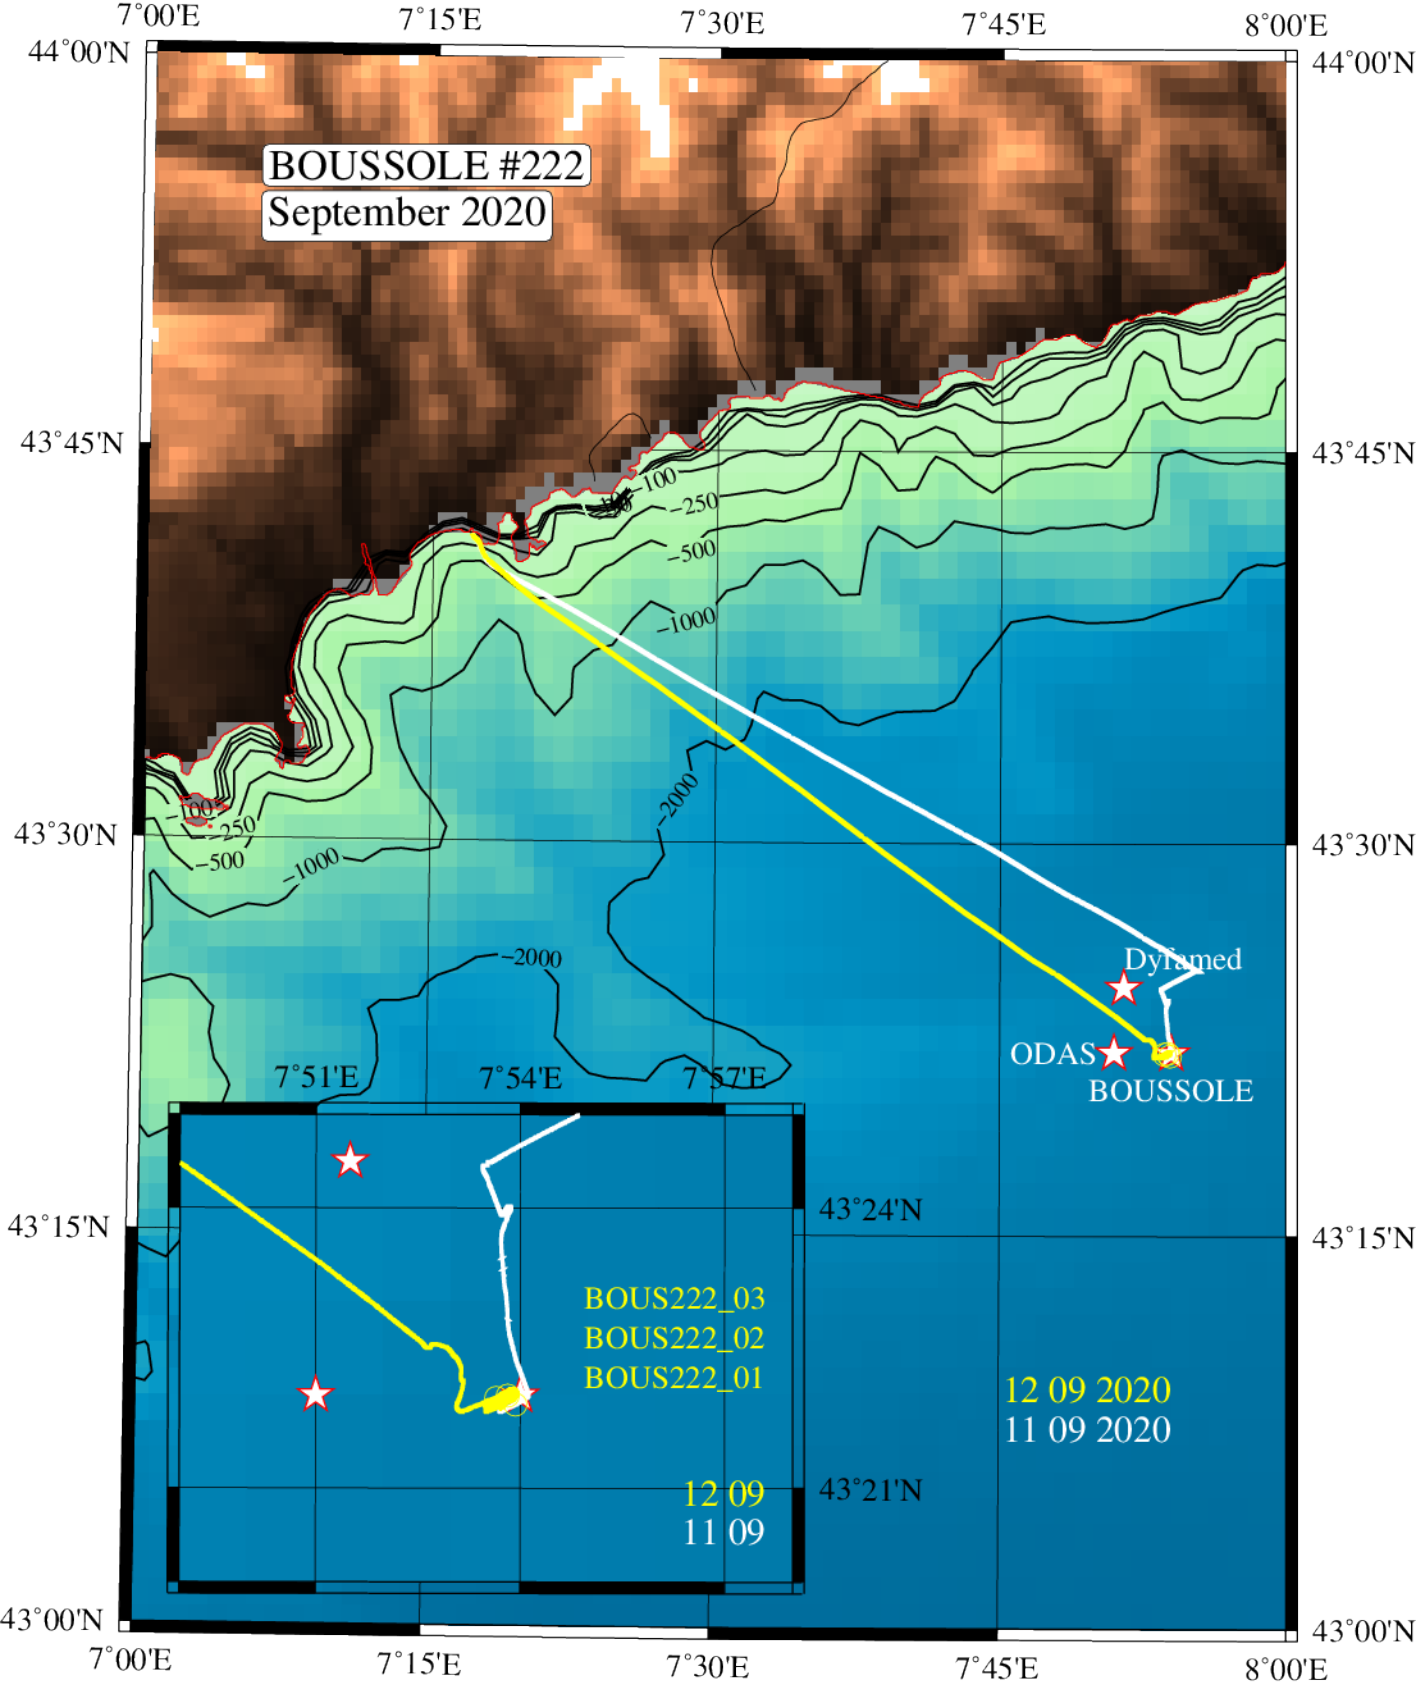 7°00'E 7°15'E 7°30'E 7°45'E 8°00'E
44°00'N 44°00'N
BOUSSOLE #222
September 2020
43°45'N 43°45'N
−100
−250
−500
−1000
−2000
−100
−250
−500
−1000
43°30'N 43°30'N
−2000
Dyfamed
ODAS
BOUSSOLE
7°51'E 7°54'E 7°57'E
43°24'N
43°15'N 43°15'N
BOUS222_03
BOUS222_02
BOUS222_01
12 09 2020
11 09 2020
43°21'N
12 09
11 09
43°00'N 43°00'N
7°00'E 7°15'E 7°30'E 7°45'E 8°00'E